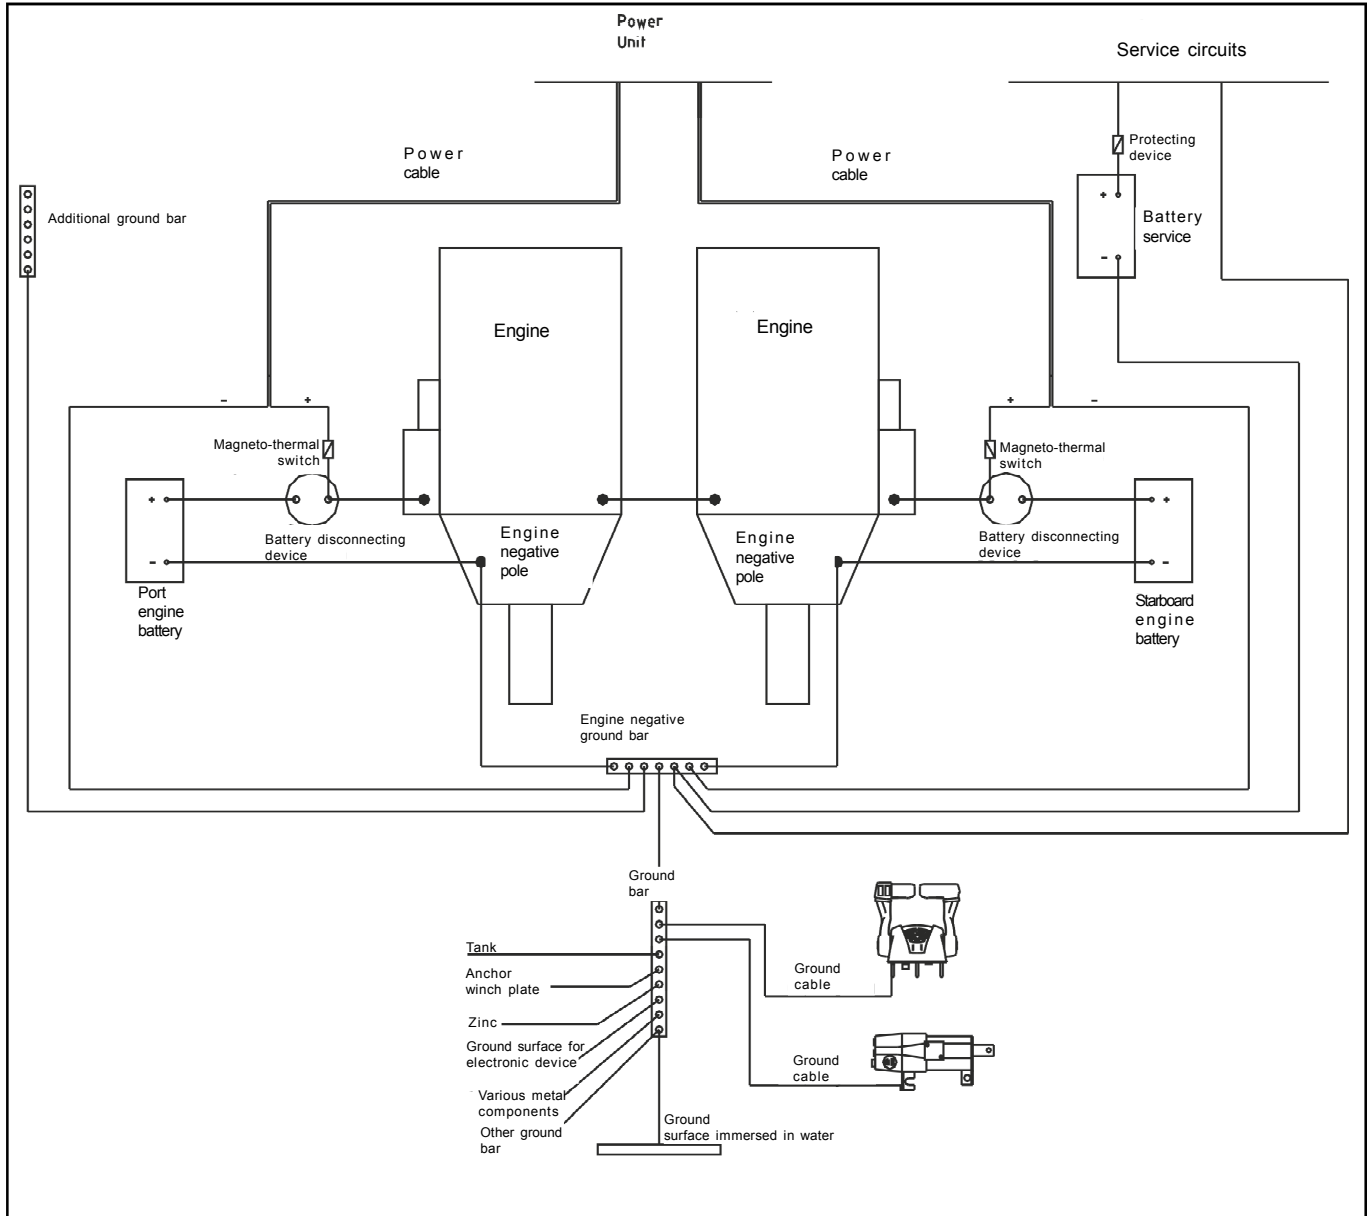 Power
Unit
Service circuits
Power
cable
Power
cable
Protecting
device
+
Battery
service
-
Additional ground bar
Engine
Engine
-
+
+
-
Magneto-thermal
switch
Magneto-thermal
switch
+
+
Battery disconnecting
device
Engine
negative
pole
Engine
negative
pole
Battery disconnecting
device
-
-
Port
engine
battery
Starboard
engine
battery
Engine negative
ground bar
Ground
bar
Tank
Anchor
winch plate
Zinc
Ground surface for
electronic device
Various metal
components
Other ground
bar
Ground
cable
Ground
cable
Ground
surface immersed in water